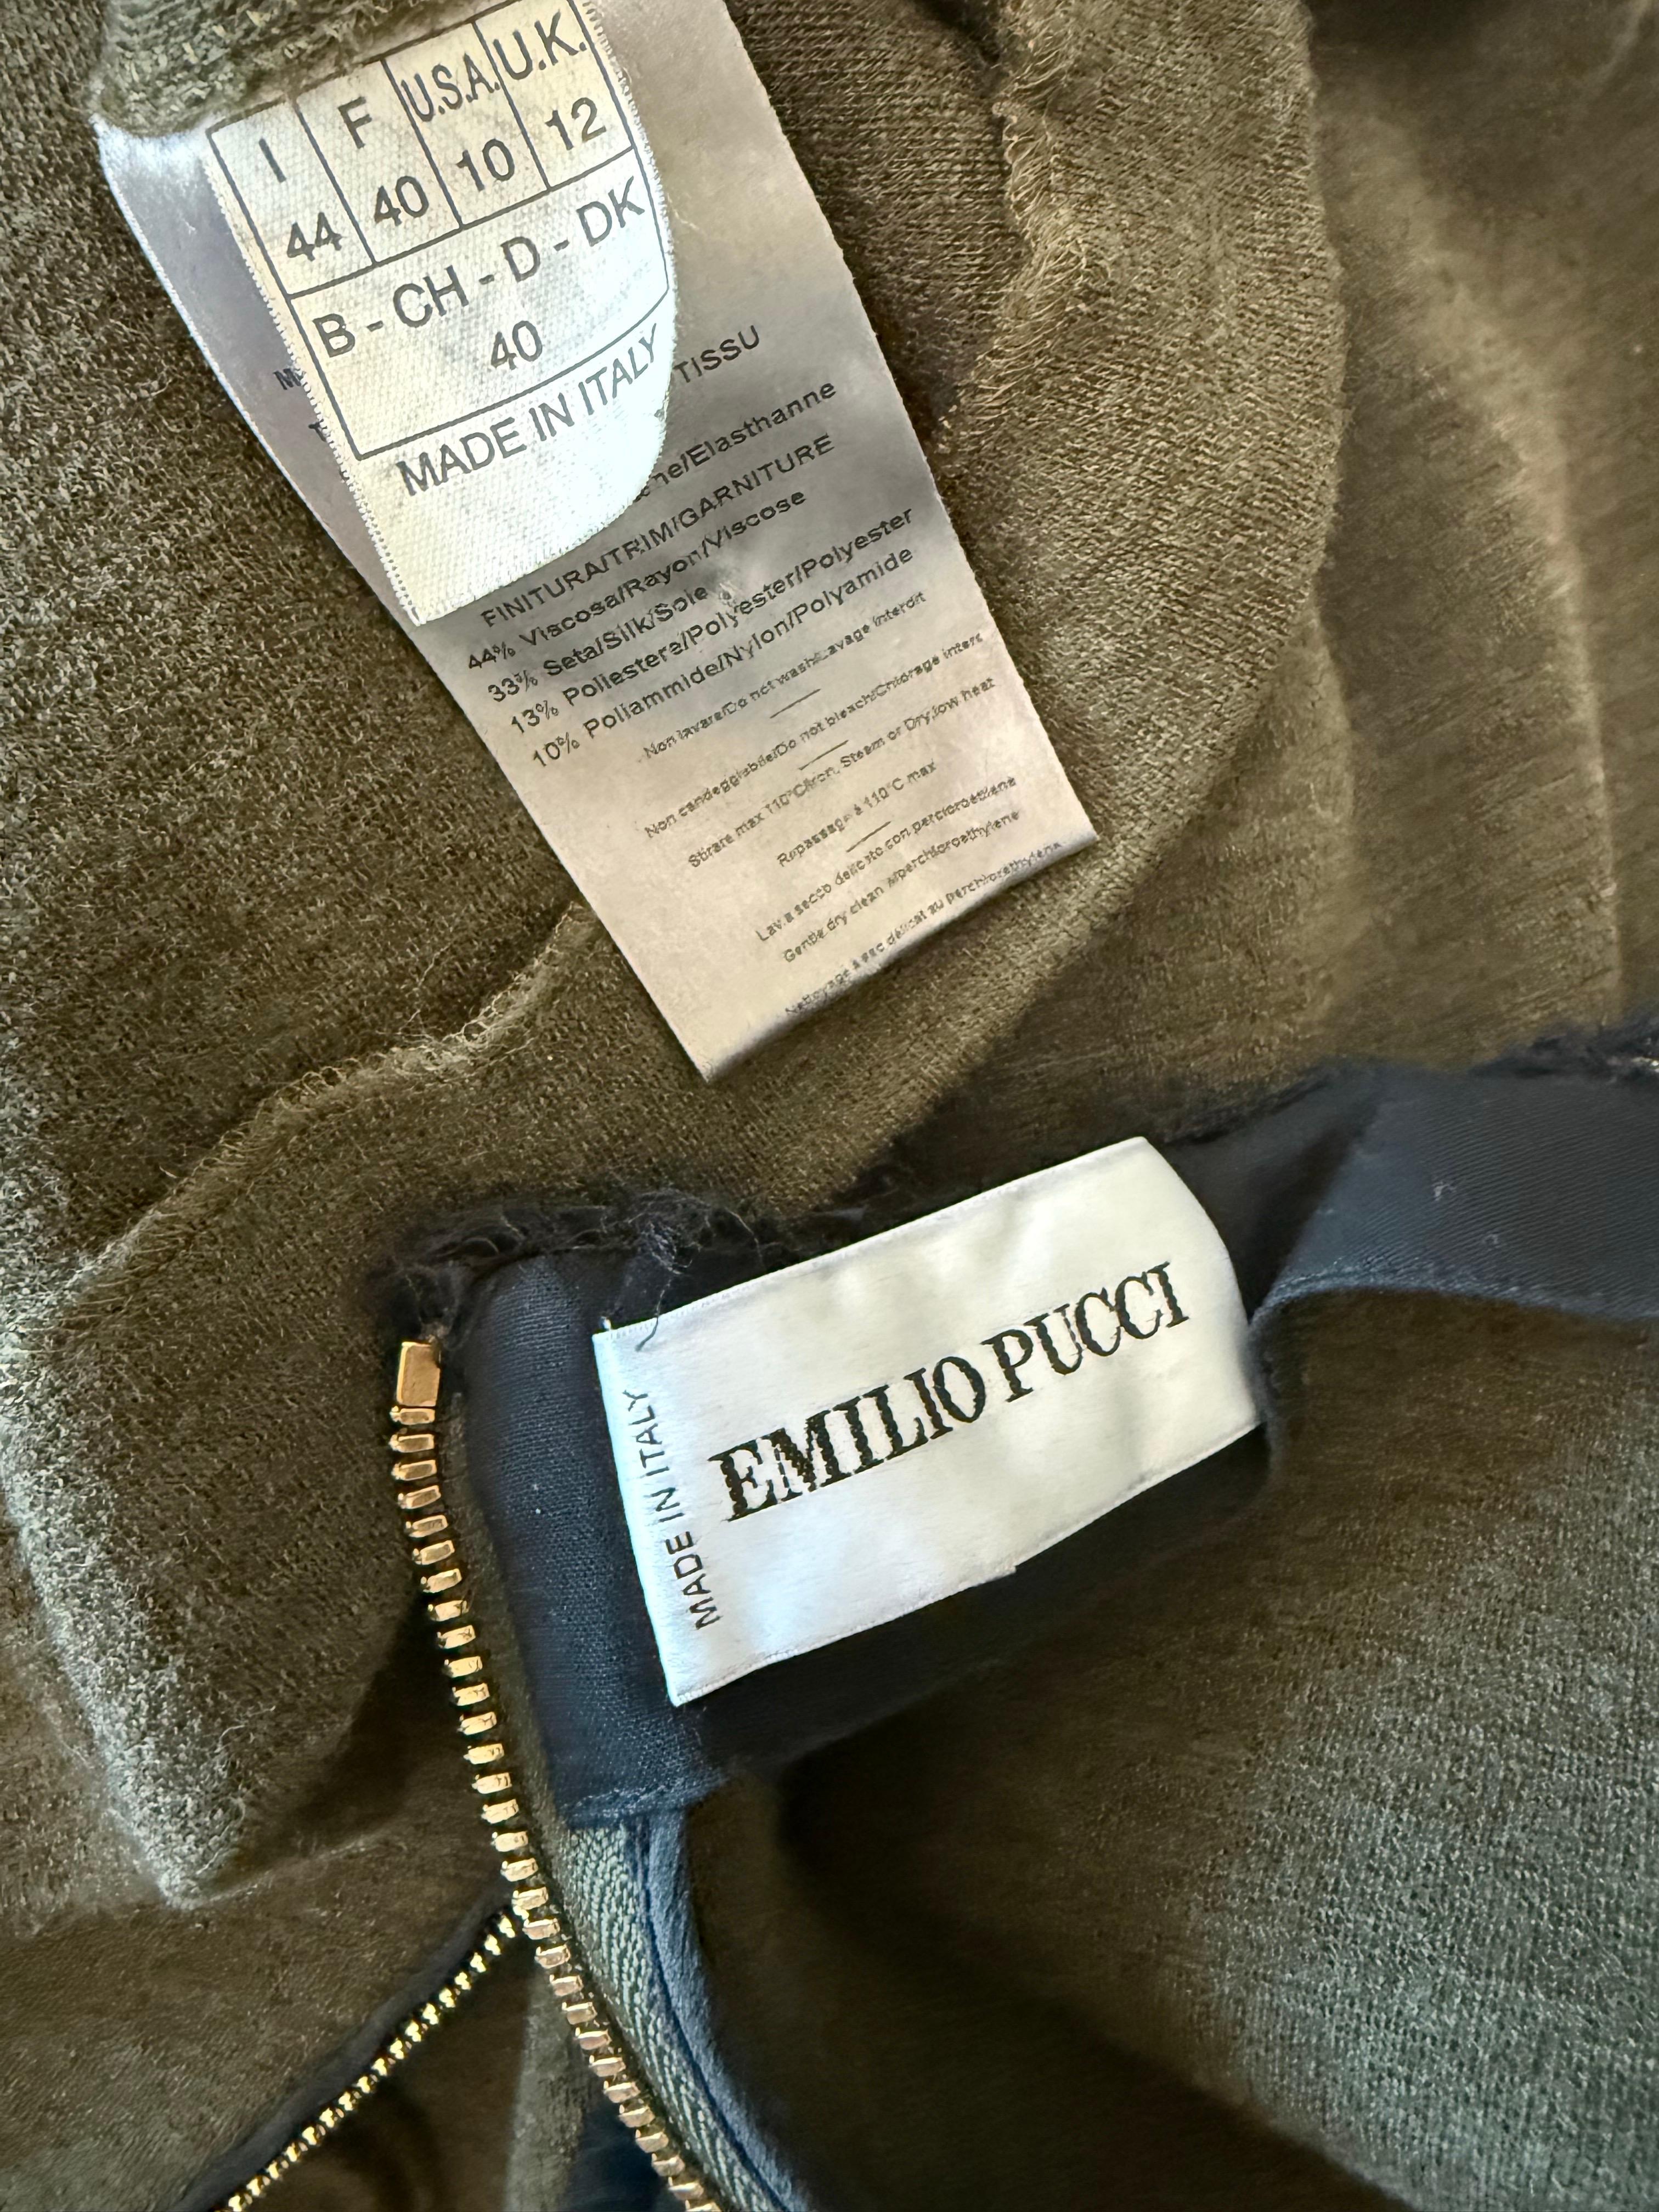 I F U.S.A. U.K.
44 40 10 12
B - CH - D - DK
40
MADE IN ITALY
TISSU
/Elasthanne
FINITURA/TRIM/GARNITURE
44% Viscosa/Rayon/Viscose
33% Seta/Silk/Soie
13% Poliestere/Polyester/Polyester
10% Poliammide/Nylon/Polyamide
Non lavare/Do not wash/Lavage interdit
Non candeggiabile/Do not bleach/Chlorage interd
Stirare max 110°C/Iron, Steam or Dry, low heat
Repassage à 110°C max
Lav. a secco delicato con percloroetilene
Gentle dry clean w/perchloroethylene
Nettoyage à sec délicat au perchloréthylène
EMILIO PUCCI
MADE IN ITALY